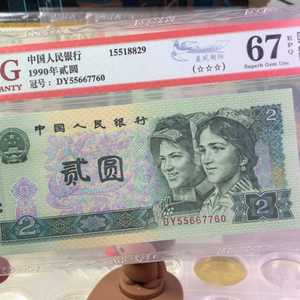 G
RANTY
中国人民银行
1990年贰圆
冠号：DY55667760
15518829
(☆☆☆)
67
EPQ
Superb Gem Unc
中国人民银行
贰圆
2
2
DY55667760